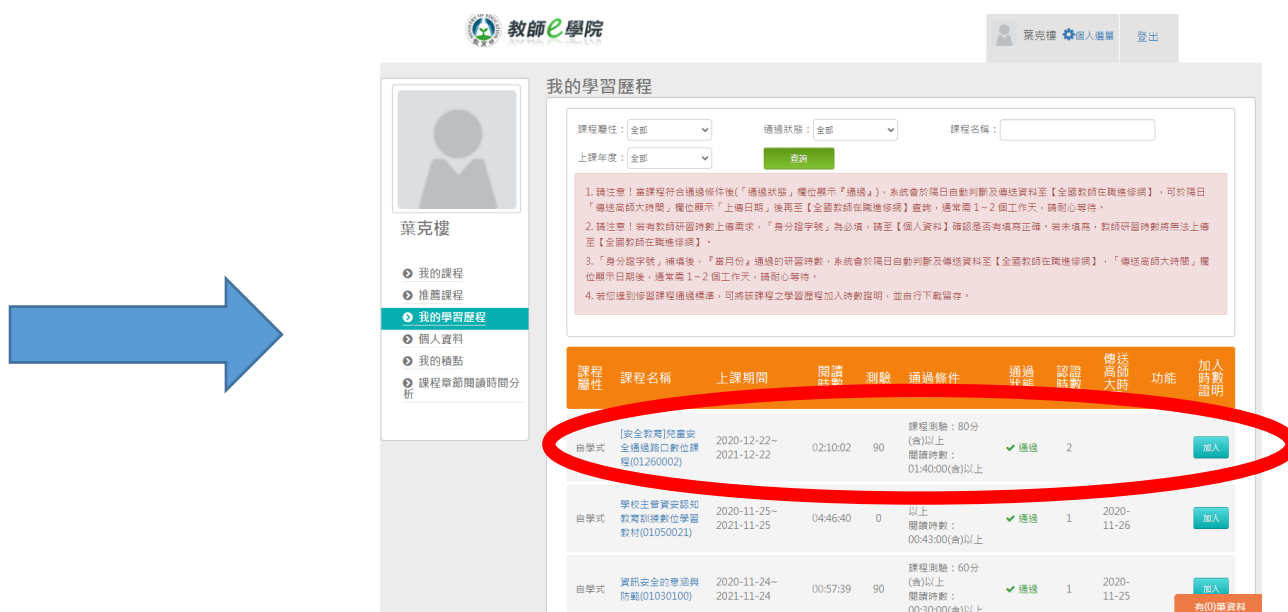 教師e學院
葉克樓 個人選單 登出
我的學習歷程
課程屬性：全部 通過狀態：全部 課程名稱：
上課年度：全部 查詢
1. 請注意！當課程符合通過條件後(「通過狀態」欄位顯示『通過』)，系統會於隔日自動判斷及傳送資料至【全國教師在職進修網】，可於隔日
「傳送高師大時間」欄位顯示「上傳日期」後再至【全國教師在職進修網】查詢，通常需 1~2 個工作天，請耐心等待。
2. 請注意！若有教師研習時數上傳需求，「身分證字號」為必填，請至【個人資料】確認是否有填寫正確。若未填寫，教師研習時數將無法上傳
至【全國教師在職進修網】。
3. 「身分證字號」補填後，『當月份』通過的研習時數，系統會於隔日自動判斷及傳送資料至【全國教師在職進修網】，「傳送高師大時間」欄
位顯示日期後，通常需 1~2 個工作天，請耐心等待。
4. 若您達到修習課程通過標準，可將該課程之學習歷程加入時數證明，並自行下載留存。
葉克樓
我的課程
推薦課程
我的學習歷程
個人資料
我的積點
課程章節閱讀時間分
析
課程屬性 課程名稱 上課期間 閱讀時數 測驗 通過條件 通過狀態 認證時數 傳送高師大時 功能 加入時數證明
課程測驗：80分
[安全教育]兒童安
自學式 全通過路口數位課 2020-12-22~ 02:10:02 90 (含)以上 通過 2 加入
程(01260002) 2021-12-22 閱讀時數：
01:40:00(含)以上
學校主管資安認知
自學式 教育訓練數位學習 2020-11-25~ 04:46:40 0 以上 通過 1 2020- 加入
教材(01050021) 2021-11-25 閱讀時數： 11-26
00:43:00(含)以上
課程測驗：60分
自學式 資訊安全的意涵與 2020-11-24~ 00:57:39 90 (含)以上 通過 1 2020- 加入
防範(01030100) 2021-11-24 閱讀時數： 11-25
00:30:00(含)以上
有(0)筆資料